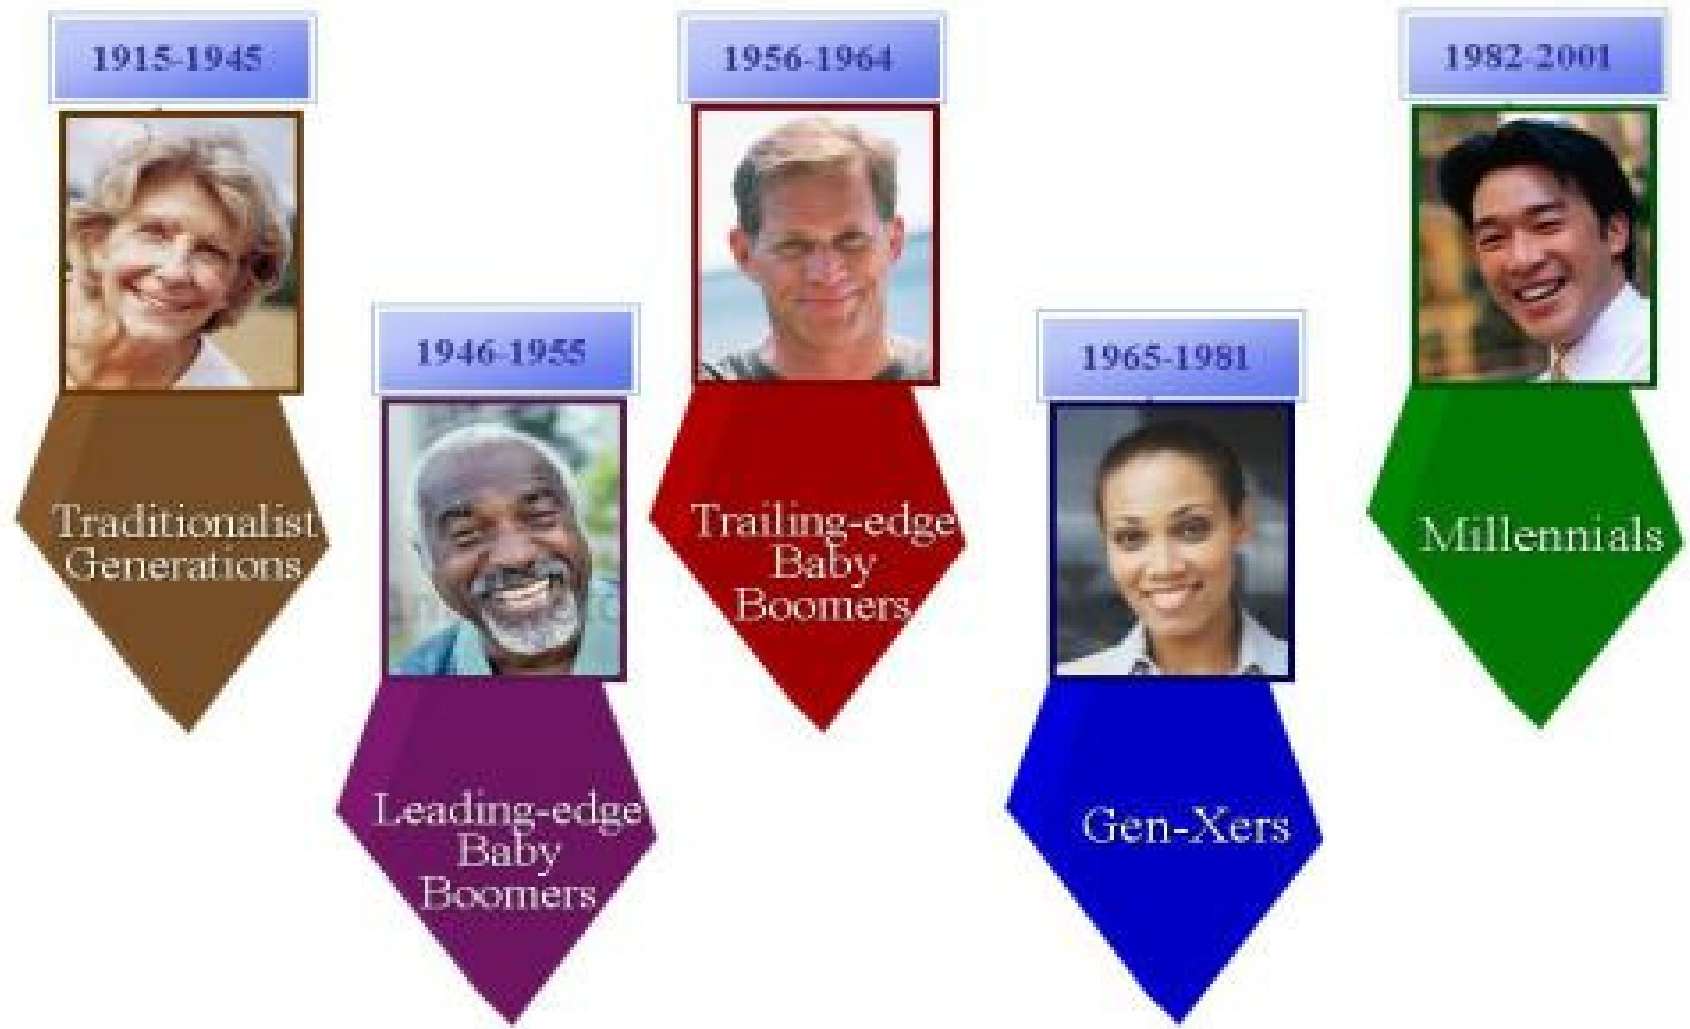 1915-1945
Traditionalist
Generations
1946-1955
Leading-edge
Baby
Boomers
1956-1964
Trailing-edge
Baby
Boomers
1965-1981
Gen-Xers
1982-2001
Millennials